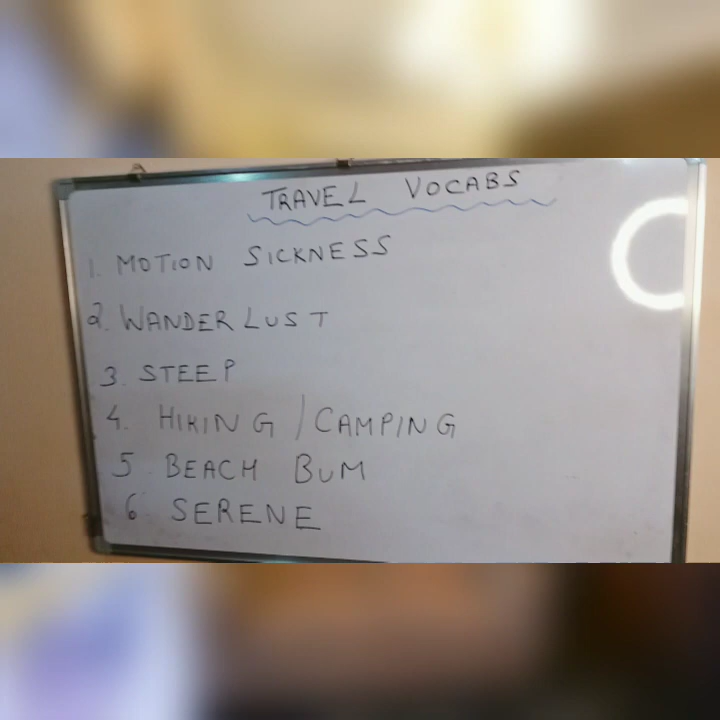 TRAVEL VOCABS
1. MOTION SICKNESS
2. WANDERLUST
3. STEEP
4. HIKING / CAMPING
5 BEACH BUM
6 SERENE